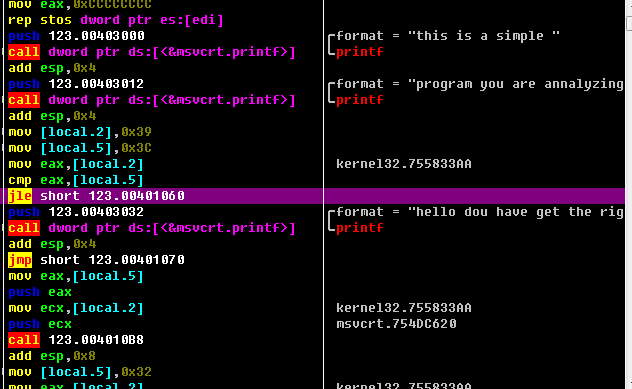 mov eax,0xCCCCCCCC
rep stos dword ptr es:[edi]
push 123.00403000 format = "this is a simple "
call dword ptr ds:[<&msvcrt.printf>] printf
add esp,0x4
push 123.00403012 format = "program you are annalyzing
call dword ptr ds:[<&msvcrt.printf>] printf
add esp,0x4
mov [local.2],0x39
mov [local.5],0x3C
mov eax,[local.2] kernel32.755833AA
cmp eax,[local.5]
jle short 123.00401060
push 123.00403032 format = "hello dou have get the rig
call dword ptr ds:[<&msvcrt.printf>] printf
add esp,0x4
jmp short 123.00401070
mov eax,[local.5]
push eax
mov ecx,[local.2] kernel32.755833AA
push ecx msvcrt.754DC620
call 123.004010B8
add esp,0x8
mov [local.5],0x32
mov eax,[local.2] kernel32.755833AA